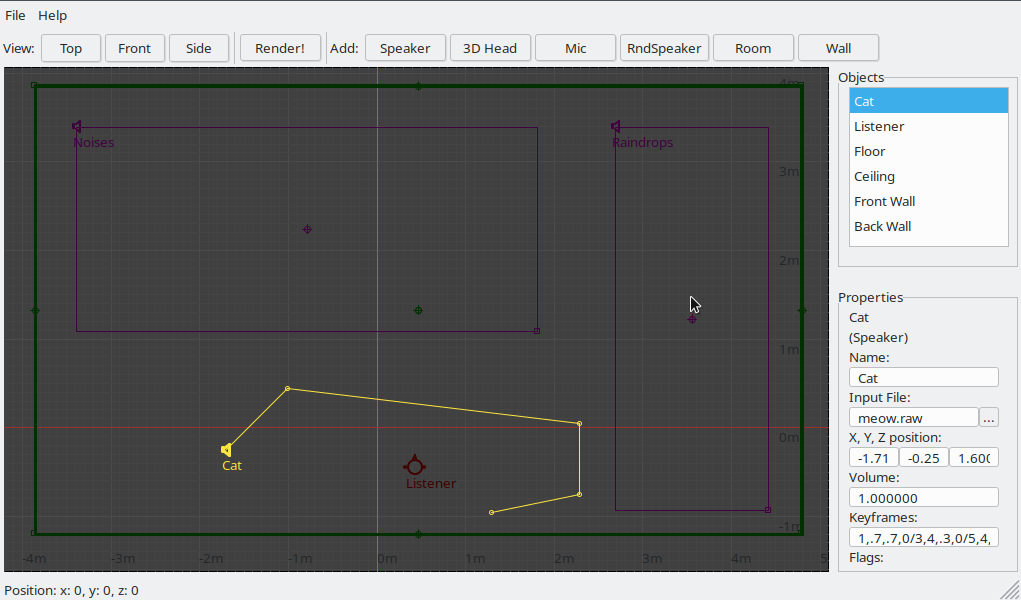 File Help
View: Top Front Side Render! Add: Speaker 3D Head Mic RndSpeaker Room Wall
Objects
4m
Cat
Listener
Noises
Raindrops
Floor
3m
Ceiling
Front Wall
Back Wall
2m
Properties
Cat
(Speaker)
1m
Name:
Cat
Input File:
meow.raw ...
0m
X, Y, Z position:
-1.71 -0.25 1.600
Cat
Listener
Volume:
1.000000
Keyframes:
-1m
1,.7,.7,0/3,4,.3,0/5,4,
-4m -3m -2m -1m 0m 1m 2m 3m 4m 5
Flags:
Position: x: 0, y: 0, z: 0